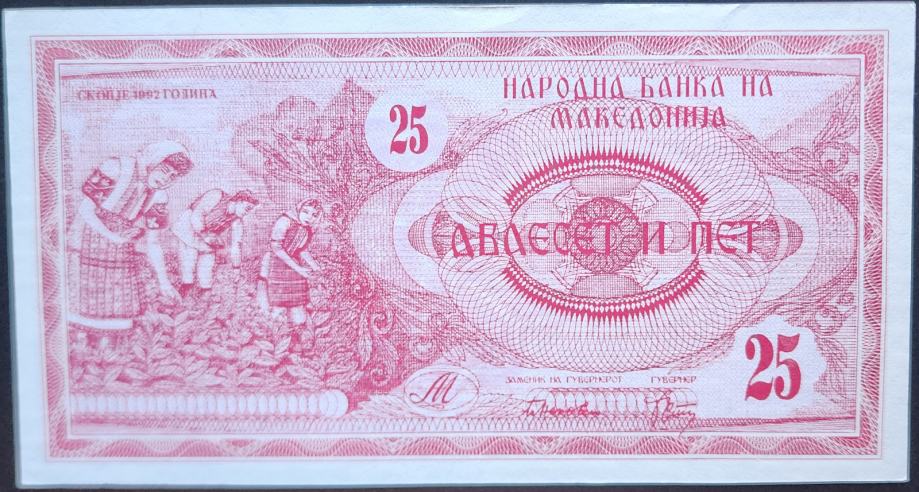 СКОПЈЕ 1992 ГОДИНА
25
НАРОДНА БАНКА НА
МАКЕДОНИЈА
ДВАЕСЕТ И ПЕТ
М
ЗАМЕНИК НА ГУВЕРНЕРОТ ГУВЕРНЕР
25